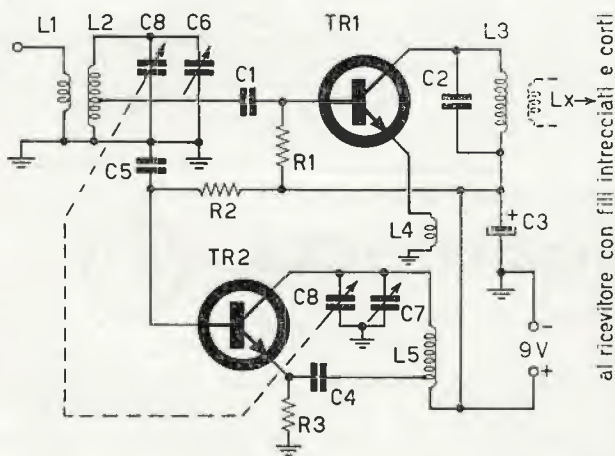 L1
L2
C8
C6
TR1
L3
C1
C2
Lx
C5
R1
R2
L4
C3
TR2
C8
C7
L5
9V
-
+
+
C4
R3
al ricevitore con fili intrecciati e corti